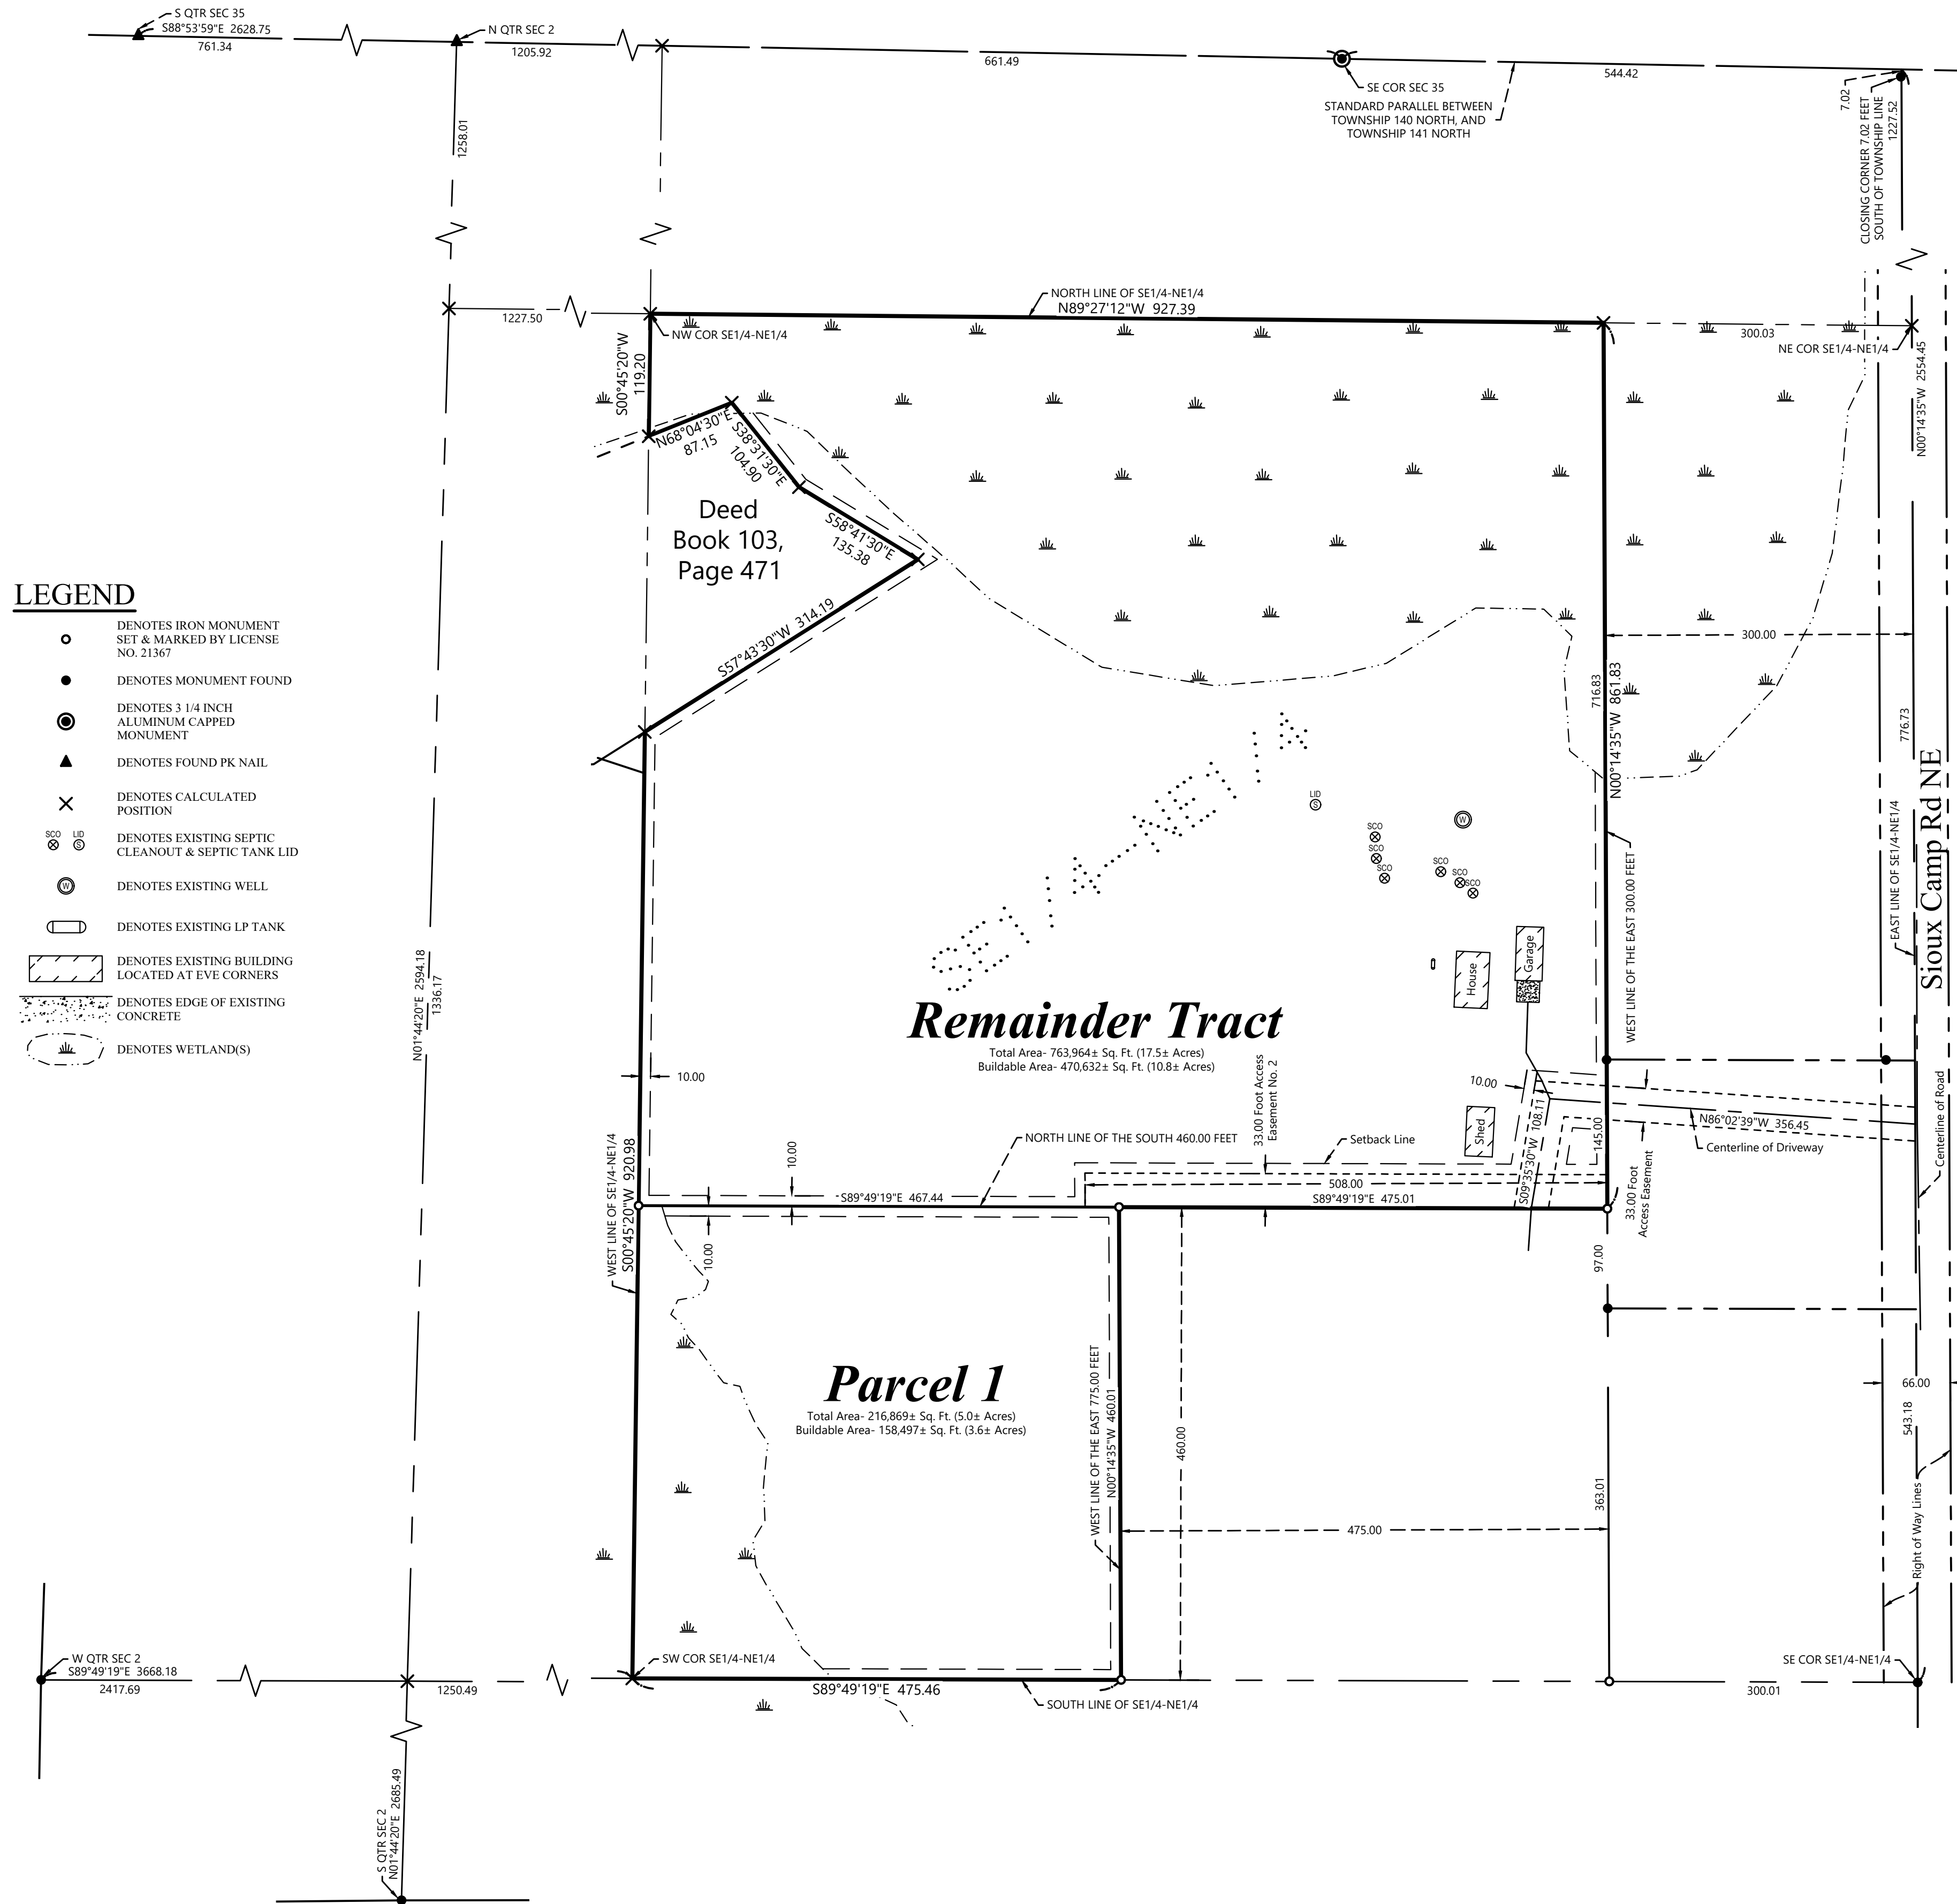 S QTR SEC 35
S88°53'59"E 2628.75
761.34
N QTR SEC 2
1205.92
661.49
SE COR SEC 35
STANDARD PARALLEL BETWEEN
TOWNSHIP 140 NORTH, AND
TOWNSHIP 141 NORTH
544.42
7.02
CLOSING CORNER 7.02 FEET
SOUTH OF TOWNSHIP LINE
1227.52
1258.01
1227.50
NORTH LINE OF SE1/4-NE1/4
N89°27'12"W 927.39
NW COR SE1/4-NE1/4
300.03
NE COR SE1/4-NE1/4
N00°14'35"W 2554.45
S00°45'20"W
119.20
N68°04'30"E
87.15
S38°31'30"E
104.90
S58°41'30"E
135.38
Deed
Book 103,
Page 471
S57°43'30"W 314.19
300.00
716.83
N00°14'35"W 861.83
776.73
LEGEND
DENOTES IRON MONUMENT
SET & MARKED BY LICENSE
NO. 21367
DENOTES MONUMENT FOUND
DENOTES 3 1/4 INCH
ALUMINUM CAPPED
MONUMENT
DENOTES FOUND PK NAIL
DENOTES CALCULATED
POSITION
SCO LID
S
DENOTES EXISTING SEPTIC
CLEANOUT & SEPTIC TANK LID
W
DENOTES EXISTING WELL
DENOTES EXISTING LP TANK
DENOTES EXISTING BUILDING
LOCATED AT EVE CORNERS
DENOTES EDGE OF EXISTING
CONCRETE
DENOTES WETLAND(S)
N01°44'20"E 2594.18
1336.17
SE1/4-NE1/4
LID
S
SCO
SCO
SCO
W
SCO
SCO
SCO
House
Garage
WEST LINE OF THE EAST 300.00 FEET
EAST LINE OF SE1/4-NE1/4
Sioux Camp Rd NE
Remainder Tract
Total Area- 763,964± Sq. Ft. (17.5± Acres)
Buildable Area- 470,632± Sq. Ft. (10.8± Acres)
10.00
33.00 Foot Access
Easement No. 2
10.00
Shed
S09°35'30"W 108.11
145.00
N86°02'39"W 356.45
Centerline of Driveway
33.00 Foot
Access Easement
Centerline of Road
NORTH LINE OF THE SOUTH 460.00 FEET
Setback Line
10.00
508.00
S89°49'19"E 467.44
S89°49'19"E 475.01
WEST LINE OF SE1/4-NE1/4
S00°45'20"W 920.98
10.00
97.00
Parcel 1
Total Area- 216,869± Sq. Ft. (5.0± Acres)
Buildable Area- 158,497± Sq. Ft. (3.6± Acres)
WEST LINE OF THE EAST 775.00 FEET
N00°14'35"W 460.01
460.00
475.00
363.01
66.00
543.18
Right of Way Lines
W QTR SEC 2
S89°49'19"E 3668.18
2417.69
1250.49
SW COR SE1/4-NE1/4
S89°49'19"E 475.46
SOUTH LINE OF SE1/4-NE1/4
SE COR SE1/4-NE1/4
300.01
S QTR SEC 2
N01°44'20"E 2685.49